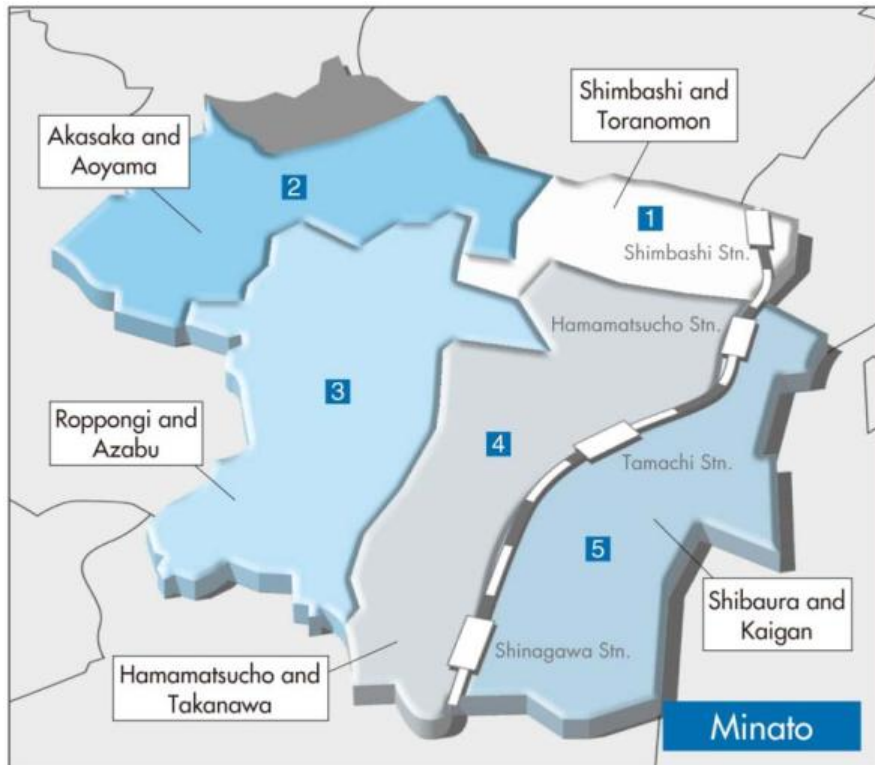 Shimbashi and
Toranomon
Akasaka and
Aoyama
2
1
Shimbashi Stn.
Hamamatsucho Stn.
3
Roppongi and
Azabu
4
Tamachi Stn.
5
Shibaura and
Kaigan
Shinagawa Stn.
Hamamatsucho and
Takanawa
Minato